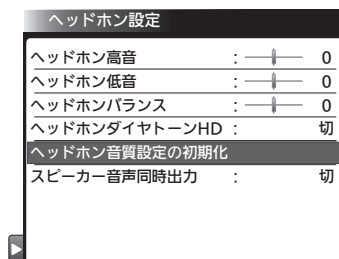 ヘッドホン設定
ヘッドホン高音 : 0
ヘッドホン低音 : 0
ヘッドホンバランス : 0
ヘッドホンダイヤトーンHD : 切
ヘッドホン音質設定の初期化
スピーカー音声同時出力 : 切